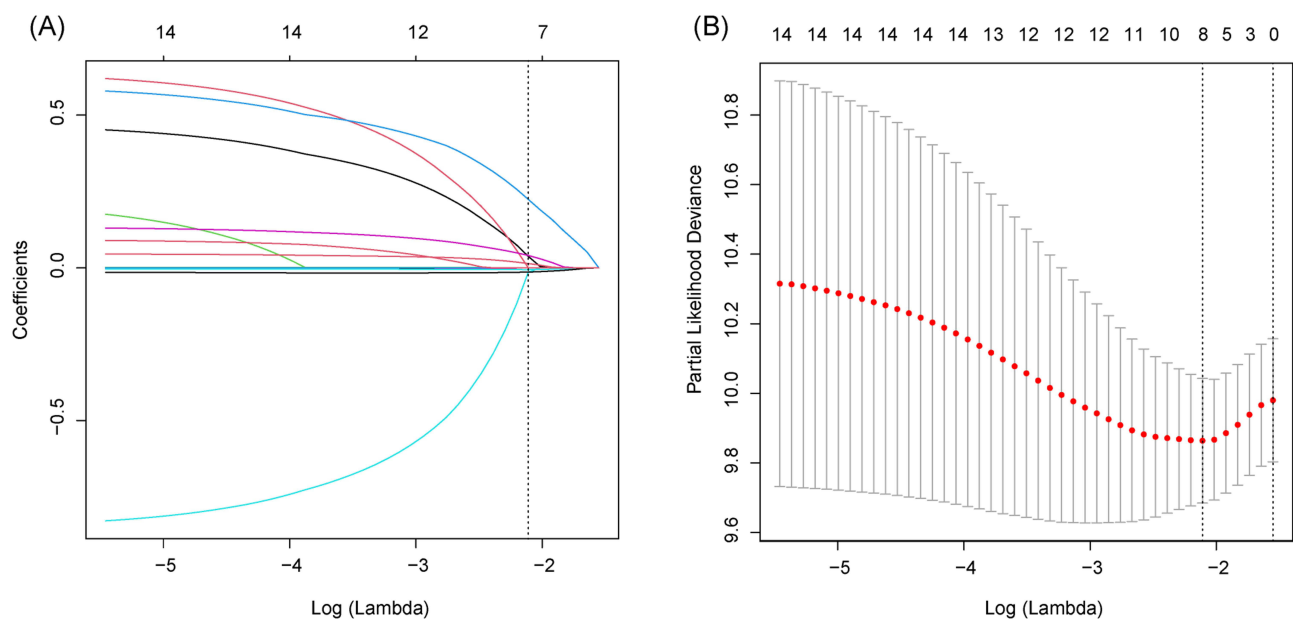 (A)
14 14 12 7
0.5
0.0
−0.5
Coefficients
−5 −4 −3 −2
Log (Lambda)
(B)
14 14 14 14 14 14 13 12 12 12 11 10 8 5 3 0
10.8
10.6
10.4
10.2
10.0
9.8
9.6
Partial Likelihood Deviance
−5 −4 −3 −2
Log (Lambda)